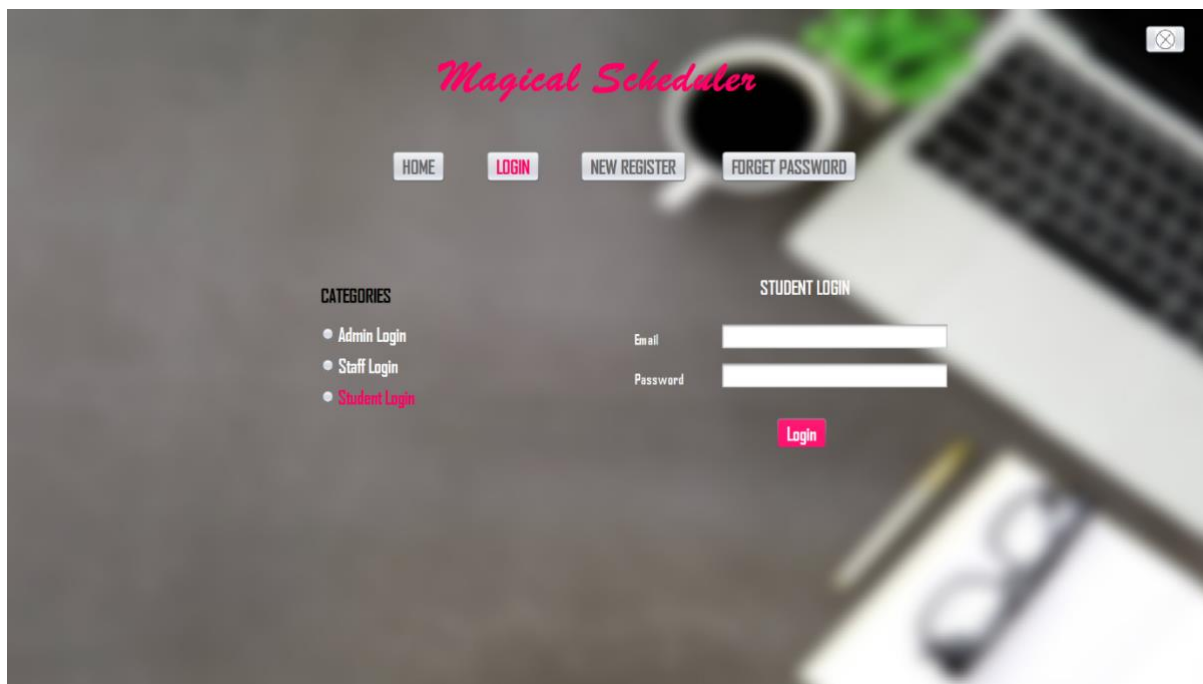 Magical Scheduler
HOME LOGIN NEW REGISTER FORGET PASSWORD
CATEGORIES
Admin Login
Staff Login
Student Login
STUDENT LOGIN
Email
Password
Login